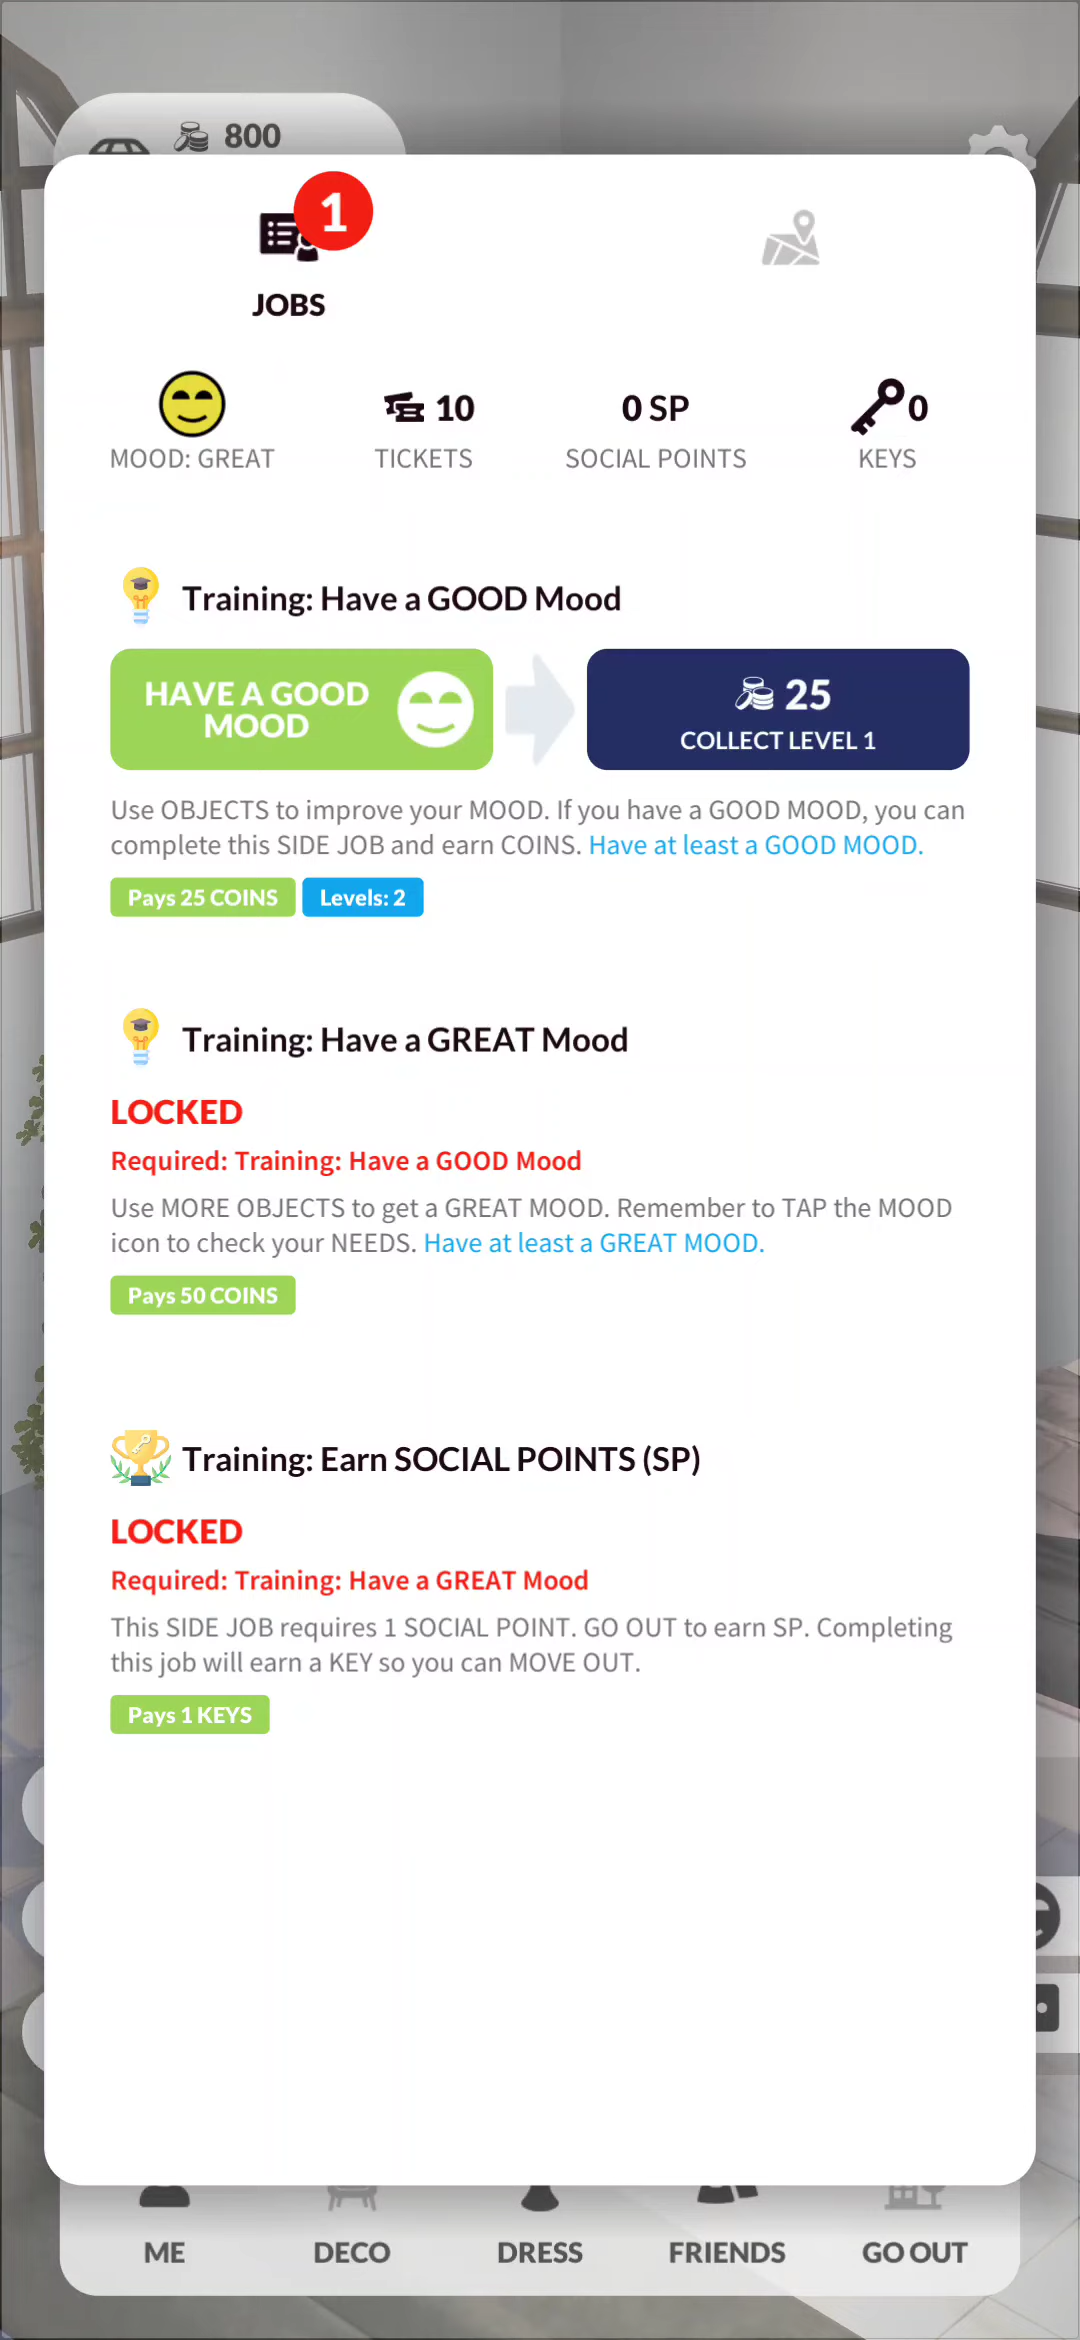 800
1
JOBS
10
0 SP
0
MOOD: GREAT
TICKETS
SOCIAL POINTS
KEYS
Training: Have a GOOD Mood
HAVE A GOOD
MOOD
25
COLLECT LEVEL 1
Use OBJECTS to improve your MOOD. If you have a GOOD MOOD, you can
complete this SIDE JOB and earn COINS. Have at least a GOOD MOOD.
Pays 25 COINS
Levels: 2
Training: Have a GREAT Mood
LOCKED
Required: Training: Have a GOOD Mood
Use MORE OBJECTS to get a GREAT MOOD. Remember to TAP the MOOD
icon to check your NEEDS. Have at least a GREAT MOOD.
Pays 50 COINS
Training: Earn SOCIAL POINTS (SP)
LOCKED
Required: Training: Have a GREAT Mood
This SIDE JOB requires 1 SOCIAL POINT. GO OUT to earn SP. Completing
this job will earn a KEY so you can MOVE OUT.
Pays 1 KEYS
ME
DECO
DRESS
FRIENDS
GO OUT